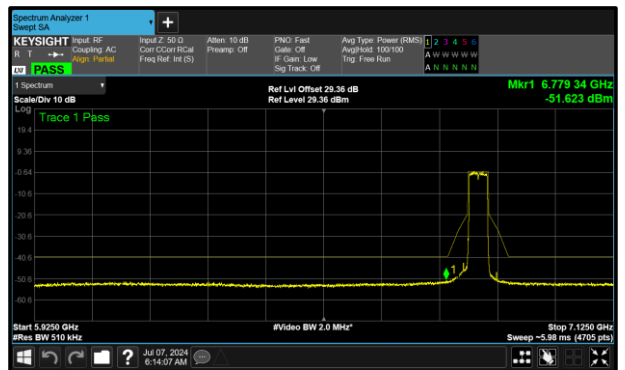 Spectrum Analyzer 1
Swept SA
KEYSIGHT Input: RF
R T Coupling: AC
Align: Partial
LXI PASS
Input Z: 50 Ω
Corr CCorr RCal
Freq Ref: Int (S)
Atten: 10 dB
Preamp: Off
PNO: Fast
Gate: Off
IF Gain: Low
Sig Track: Off
Avg Type: Power (RMS)
Avg|Hold: 100/100
Trig: Free Run
1 2 3 4 5 6
A W W W W W
A N N N N N
1 Spectrum
Scale/Div 10 dB
Ref Lvl Offset 29.36 dB
Ref Level 29.36 dBm
Mkr1 6.779 34 GHz
-51.623 dBm
Log
Trace 1 Pass
19.4
9.36
-0.64
-10.6
-20.6
-30.6
-40.6
-50.6
-60.6
1
Start 5.9250 GHz
#Res BW 510 kHz
#Video BW 2.0 MHz*
Stop 7.1250 GHz
Sweep ~5.98 ms (4705 pts)
?
Jul 07, 2024
6:14:07 AM